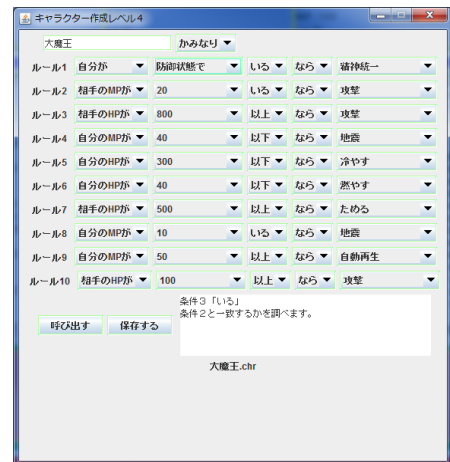 キャラクター作成レベル4
大魔王 かみなり
ルール1 自分が 防御状態で いる なら 精神統一
ルール2 相手のMPが 20 いる なら 攻撃
ルール3 相手のHPが 800 以上 なら 攻撃
ルール4 自分のMPが 40 以下 なら 地震
ルール5 自分のHPが 300 以下 なら 冷やす
ルール6 自分のHPが 40 以下 なら 燃やす
ルール7 相手のHPが 500 以上 なら ためる
ルール8 自分のMPが 10 いる なら 地震
ルール9 自分のMPが 50 以上 なら 自動再生
ルール10 相手のHPが 100 以上 なら 攻撃
条件3「いる」
条件2と一致するかを調べます。
呼び出す 保存する
大魔王.chr